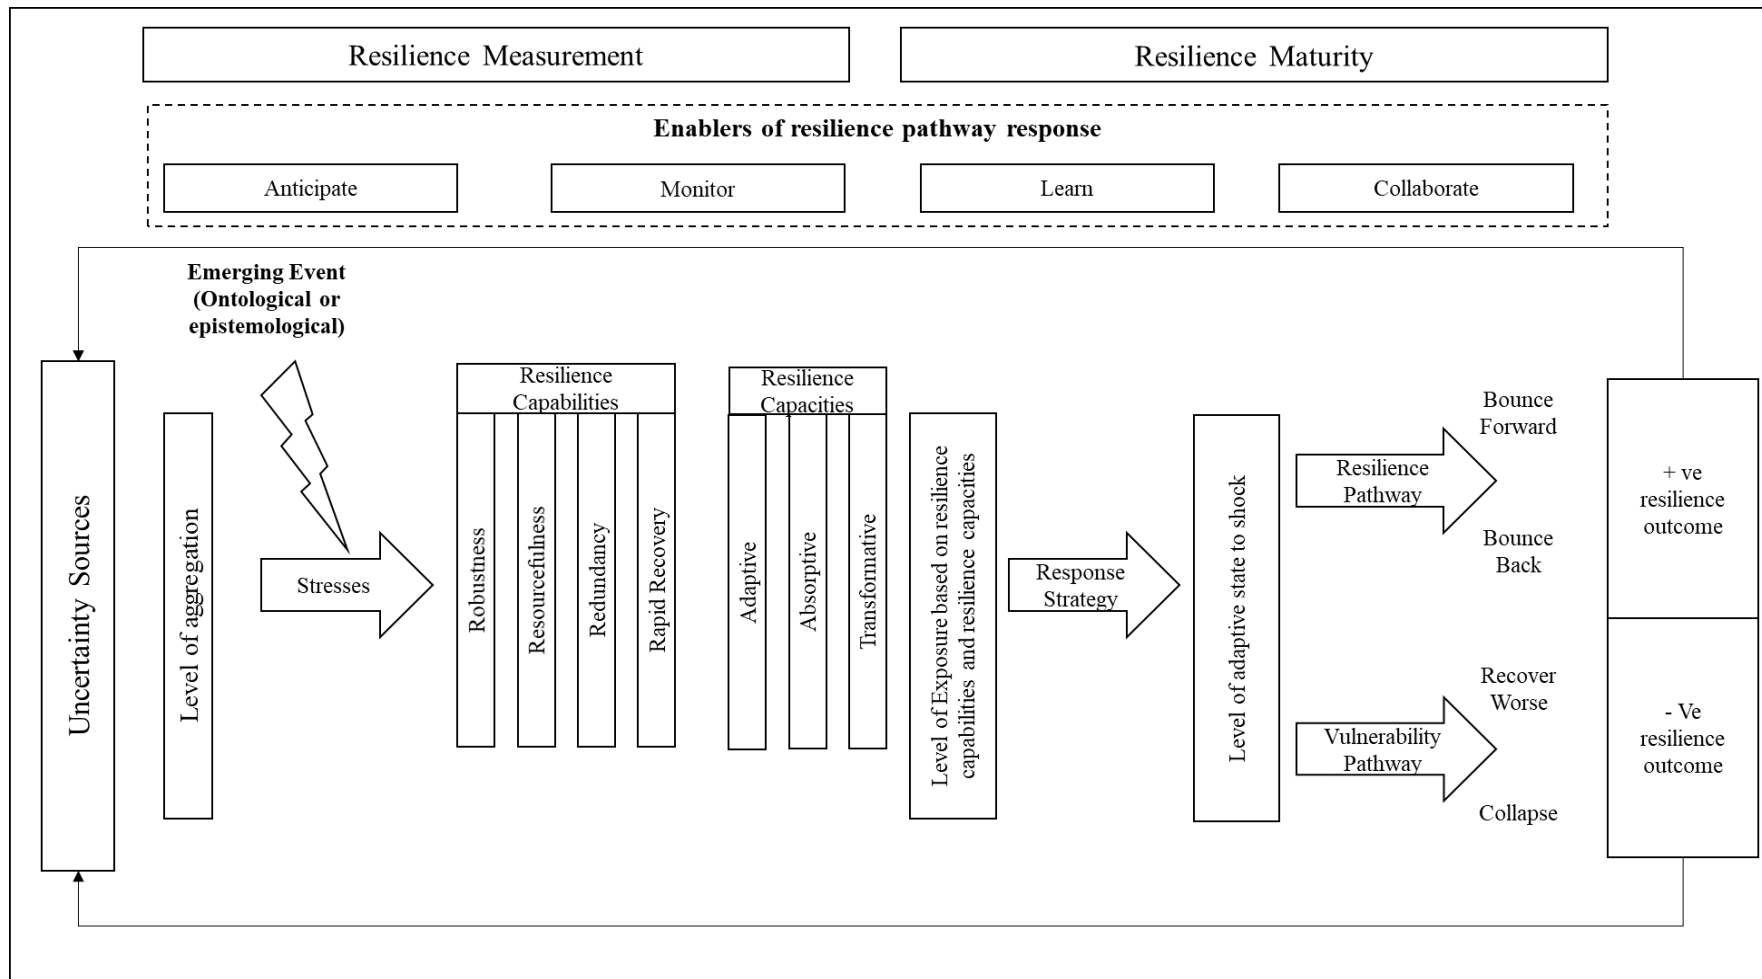 Resilience Measurement
Resilience Maturity
Enablers of resilience pathway response
Anticipate
Monitor
Learn
Collaborate
Emerging Event
(Ontological or
epistemological)
Uncertainty Sources
Level of aggregation
Stresses
Resilience
Capabilities
Robustness
Resourcefulness
Redundancy
Rapid Recovery
Resilience
Capacities
Adaptive
Absorptive
Transformative
Level of Exposure based on resilience
capabilities and resilience capacities
Response
Strategy
Level of adaptive state to shock
Resilience
Pathway
Vulnerability
Pathway
Bounce
Forward
Bounce
Back
Recover
Worse
Collapse
+ ve
resilience
outcome
- Ve
resilience
outcome